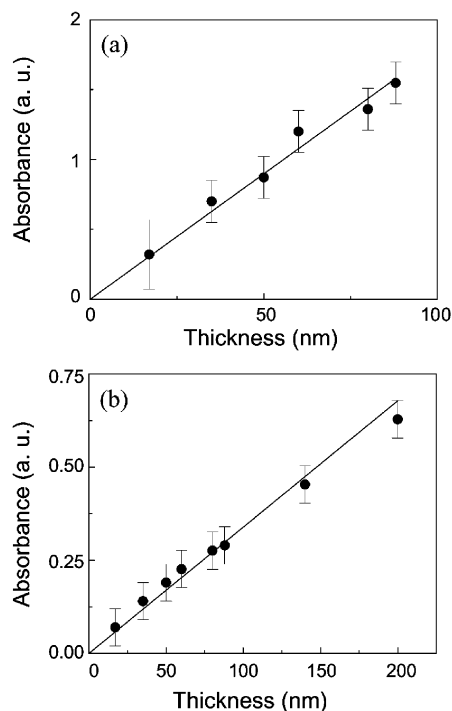 2
(a)
Absorbance (a. u.)
1
0
0 50 100
Thickness (nm)
0.75
(b)
Absorbance (a. u.)
0.50
0.25
0.00
0 50 100 150 200
Thickness (nm)